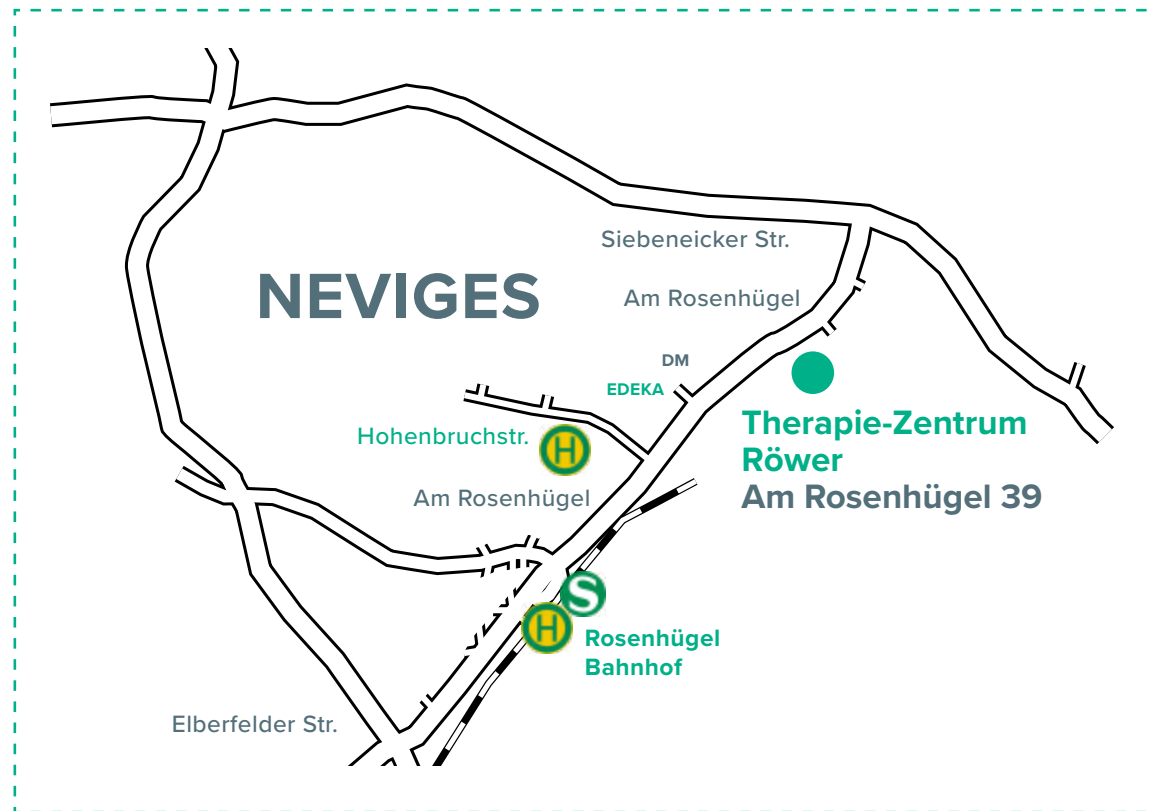 Siebeneicker Str.
NEVIGES
Am Rosenhügel
DM
EDEKA
Therapie-Zentrum
Röwer
Am Rosenhügel 39
Hohenbruchstr.
H
Am Rosenhügel
S
H
Rosenhügel
Bahnhof
Elberfelder Str.